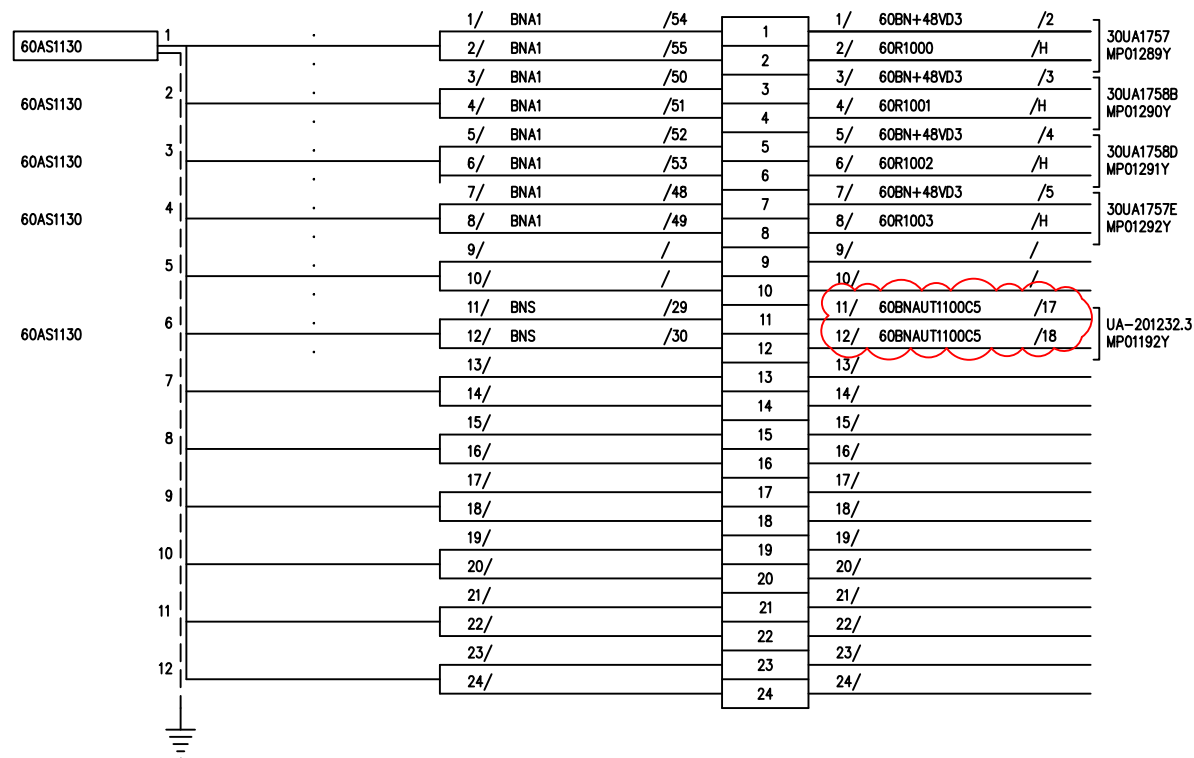 1/ BNA1 /54 1 1/ 60BN+48VD3 /2
60AS1130 1 2/ BNA1 /55 2 2/ 60R1000 /H 30UA1757 MP01289Y
3/ BNA1 /50 3 3/ 60BN+48VD3 /3
60AS1130 2 4/ BNA1 /51 4 4/ 60R1001 /H 30UA1758B MP01290Y
5/ BNA1 /52 5 5/ 60BN+48VD3 /4
60AS1130 3 6/ BNA1 /53 6 6/ 60R1002 /H 30UA1758D MP01291Y
7/ BNA1 /48 7 7/ 60BN+48VD3 /5
60AS1130 4 8/ BNA1 /49 8 8/ 60R1003 /H 30UA1757E MP01292Y
9/ / 9 9/ /
5 10/ / 10 10/ /
11/ BNS /29 11 11/ 60BNAUT1100C5 /17
60AS1130 6 12/ BNS /30 12 12/ 60BNAUT1100C5 /18 UA-201232.3 MP01192Y
13/ 13 13/
7 14/ 14 14/
15/ 15 15/
8 16/ 16 16/
17/ 17 17/
9 18/ 18 18/
19/ 19 19/
10 20/ 20 20/
21/ 21 21/
11 22/ 22 22/
23/ 23 23/
12 24/ 24 24/